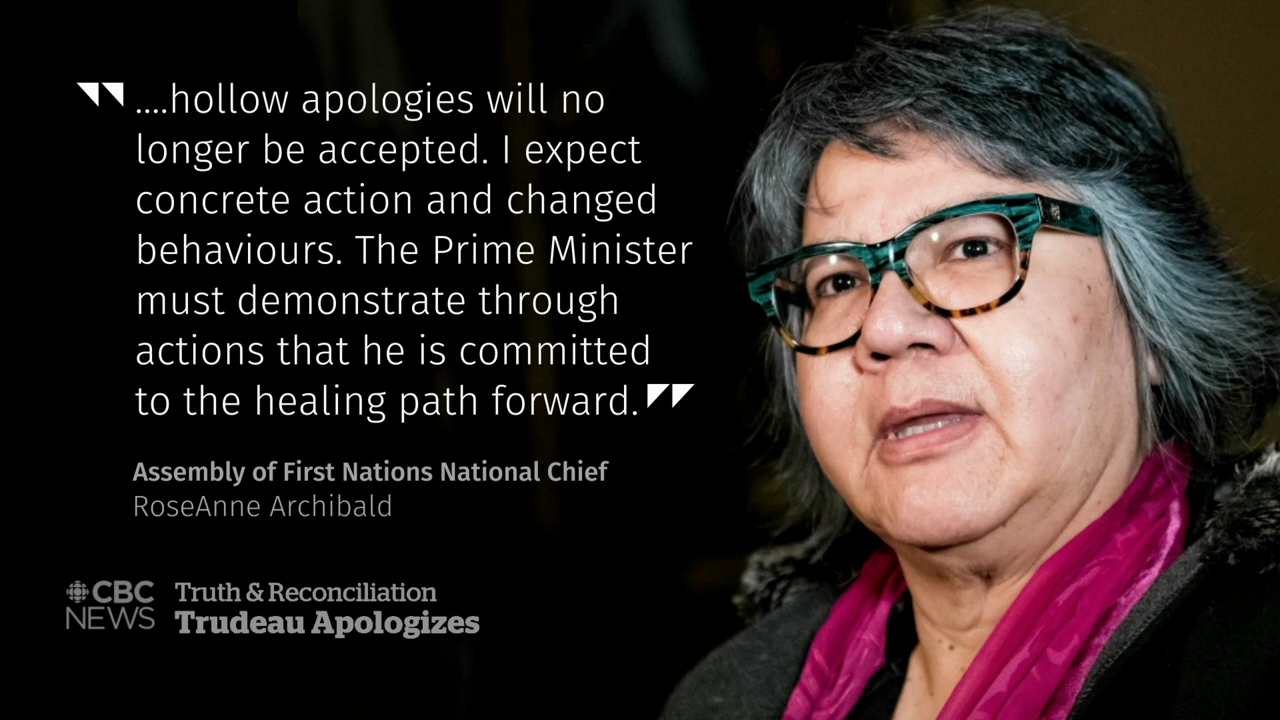 "....hollow apologies will no
longer be accepted. I expect
concrete action and changed
behaviours. The Prime Minister
must demonstrate through
actions that he is committed
to the healing path forward."
Assembly of First Nations National Chief
RoseAnne Archibald
CBC
NEWS
Truth & Reconciliation
Trudeau Apologizes